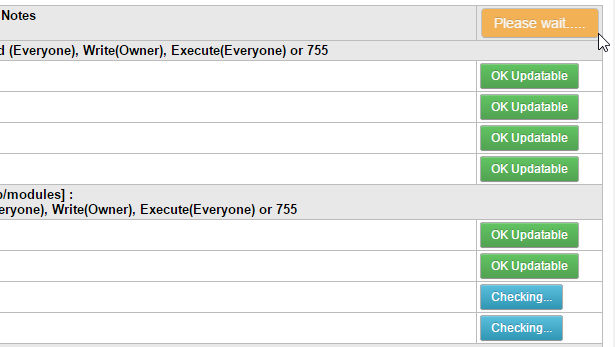 Notes
Please wait.....
d (Everyone), Write(Owner), Execute(Everyone) or 755
OK Updatable
OK Updatable
OK Updatable
OK Updatable
o/modules] :
eryone), Write(Owner), Execute(Everyone) or 755
OK Updatable
OK Updatable
Checking...
Checking...